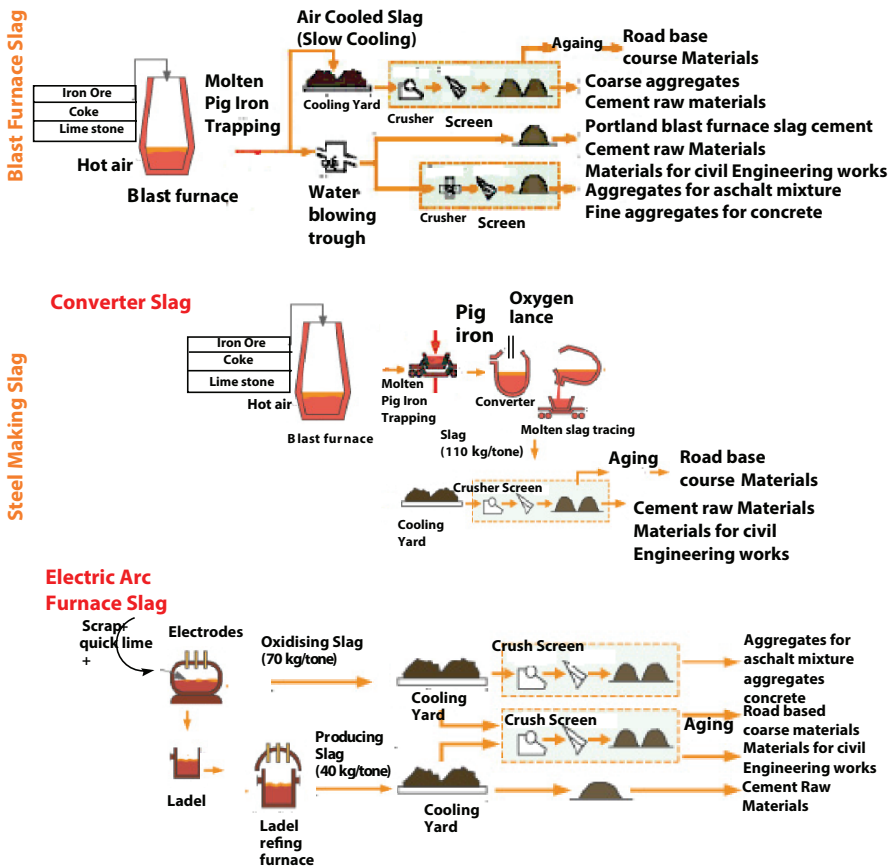 Blast Furnace Slag
Iron Ore
Coke
Lime stone
Hot air
Blast furnace
Molten
Pig Iron
Trapping
Air Cooled Slag
(Slow Cooling)
Cooling Yard
Crusher
Screen
Againg
Road base
course Materials
Coarse aggregates
Cement raw materials
Water
blowing
trough
Portland blast furnace slag cement
Cement raw Materials
Crusher
Screen
Materials for civil Engineering works
Aggregates for aschalt mixture
Fine aggregates for concrete
Steel Making Slag
Converter Slag
Iron Ore
Coke
Lime stone
Hot air
Blast furnace
Molten
Pig Iron
Trapping
Pig
iron
Oxygen
lance
Converter
Molten slag tracing
Slag
(110 kg/tone)
Cooling
Yard
Crusher Screen
Aging
Road base
course Materials
Cement raw Materials
Materials for civil
Engineering works
Electric Arc
Furnace Slag
Scrap+
quick lime
+
Electrodes
Oxidising Slag
(70 kg/tone)
Cooling
Yard
Crush Screen
Aggregates for
aschalt mixture
aggregates
concrete
Ladel
Ladel
refing
furnace
Producing
Slag
(40 kg/tone)
Cooling
Yard
Crush Screen
Aging
Road based
coarse materials
Materials for civil
Engineering works
Cement Raw
Materials